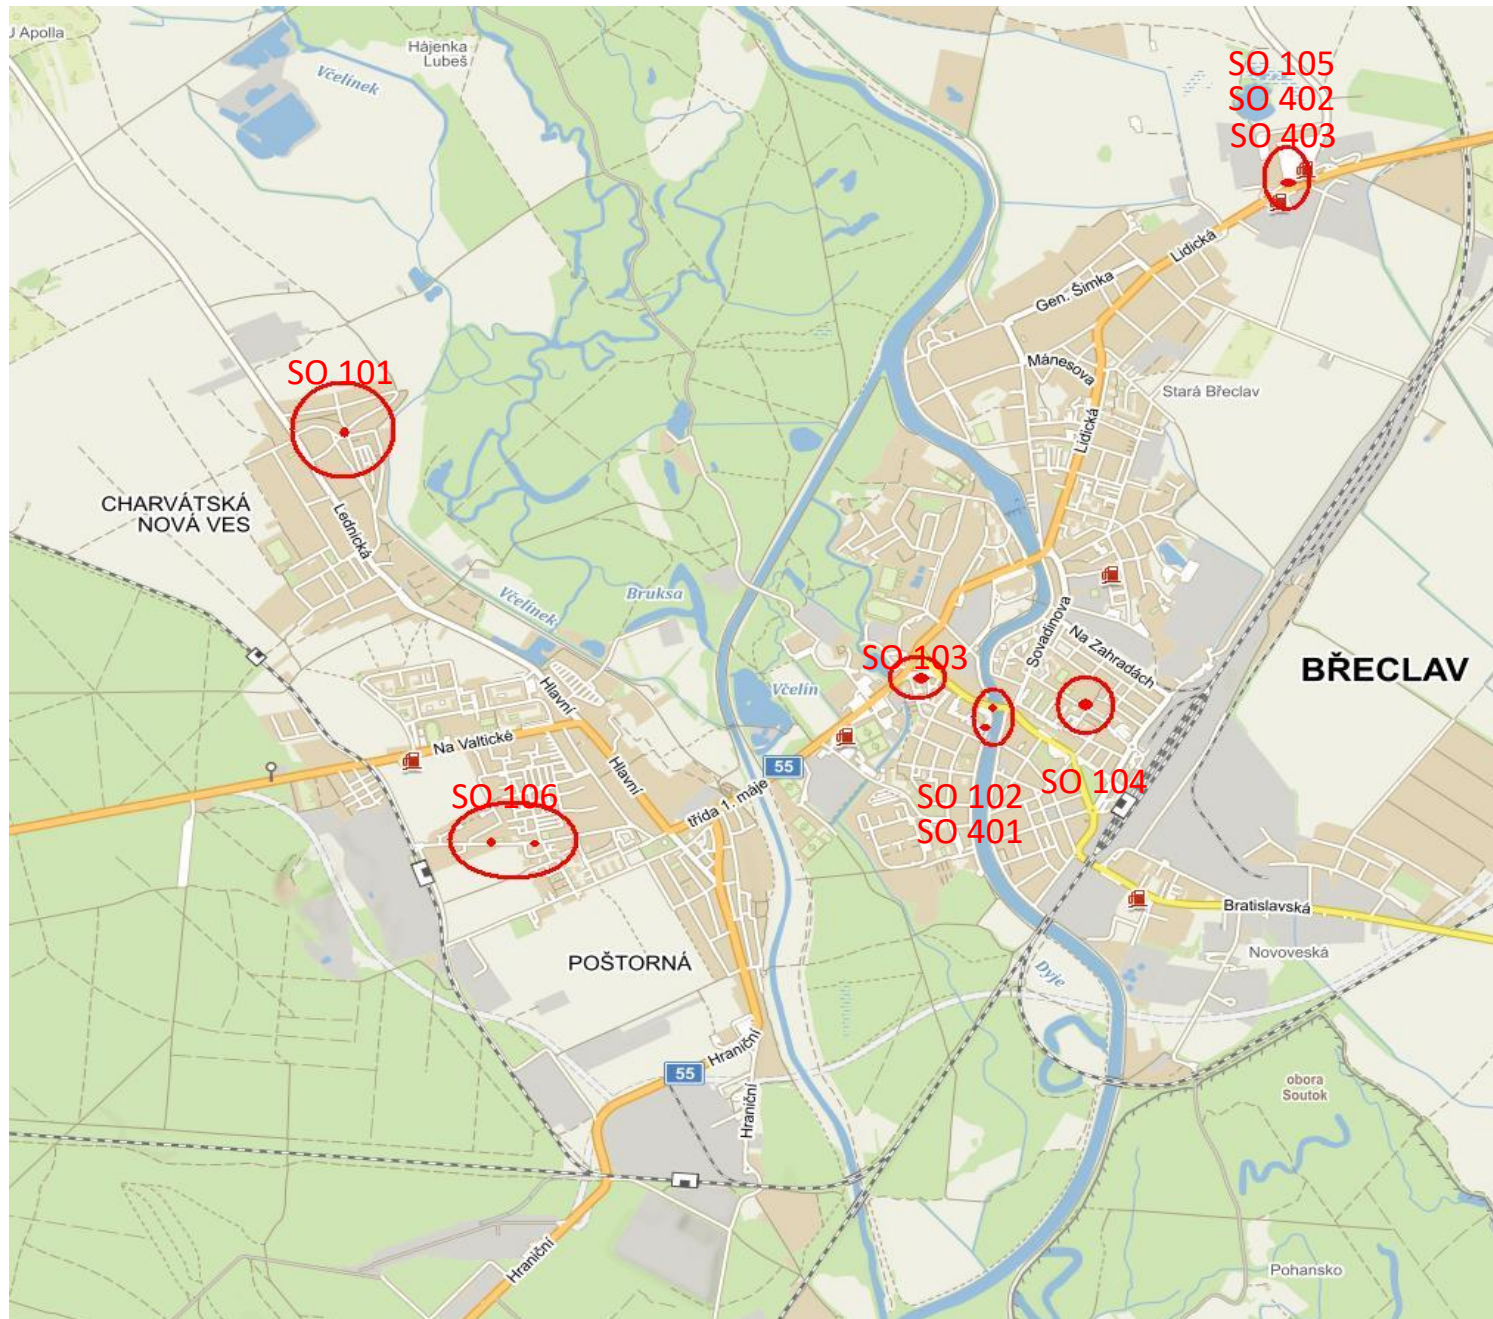 U Apolla
Hájenka
Lubeš
Včelínek
SO 105
SO 402
SO 403
Lidická
Gen. Šimka
Mánesova
Stará Břeclav
SO 101
Lidická
CHARVÁTSKÁ
NOVÁ VES
Lednická
Včelínek
Bruksa
Sovadinova
Na Zahradách
SO 103
BŘECLAV
Včelín
Hlavní
Na Valtické
Hlavní
55
SO 104
SO 106
třída 1. máje
SO 102
SO 401
Bratislavská
POŠTORNÁ
Novoveská
Dyje
Hraniční
55
obora
Soutok
Hraniční
Hraniční
Pohansko